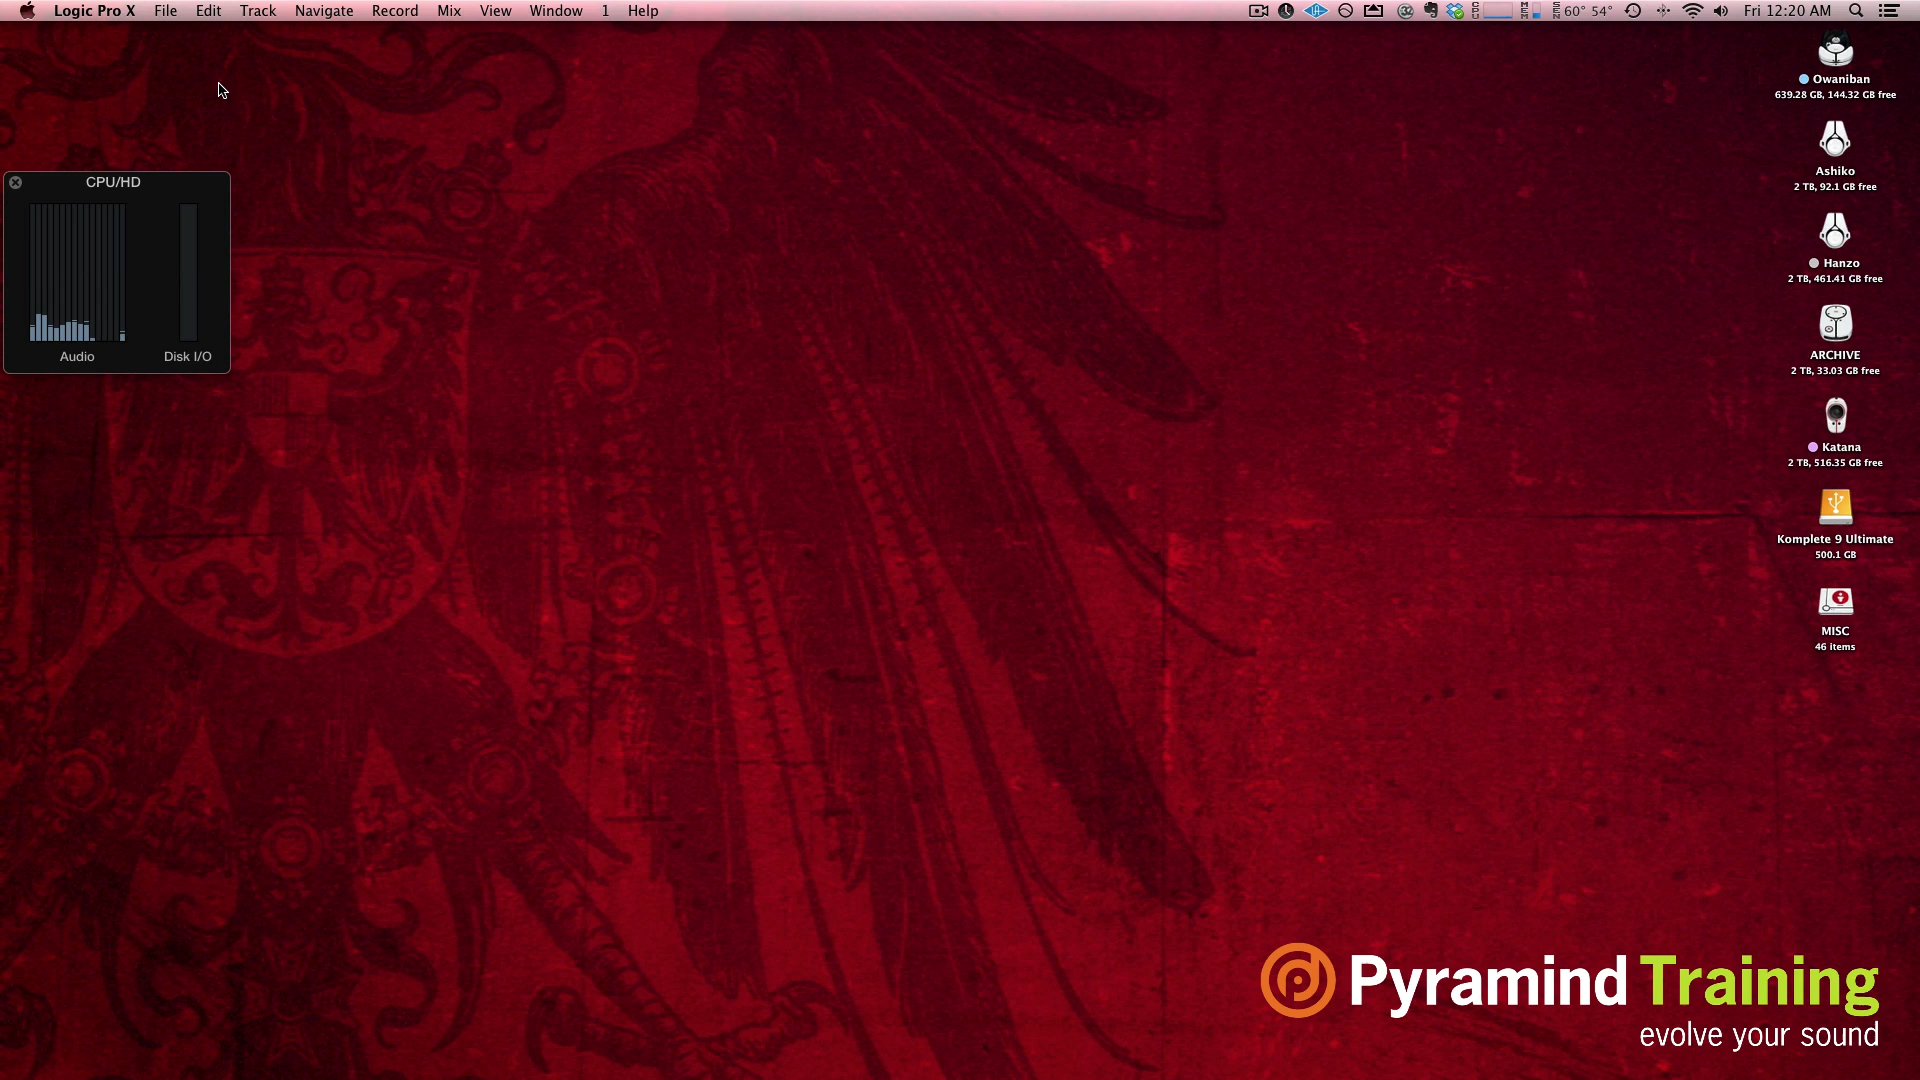 Logic Pro X File Edit Track Navigate Record Mix View Window 1 Help
CPU MEM SEN 60° 54° Fri 12:20 AM
Owaniban
639.28 GB, 144.32 GB free
Ashiko
2 TB, 92.1 GB free
CPU/HD
Audio Disk I/O
Hanzo
2 TB, 461.41 GB free
ARCHIVE
2 TB, 33.03 GB free
Katana
2 TB, 516.35 GB free
Komplete 9 Ultimate
500.1 GB
MISC
46 items
Pyramind Training
evolve your sound